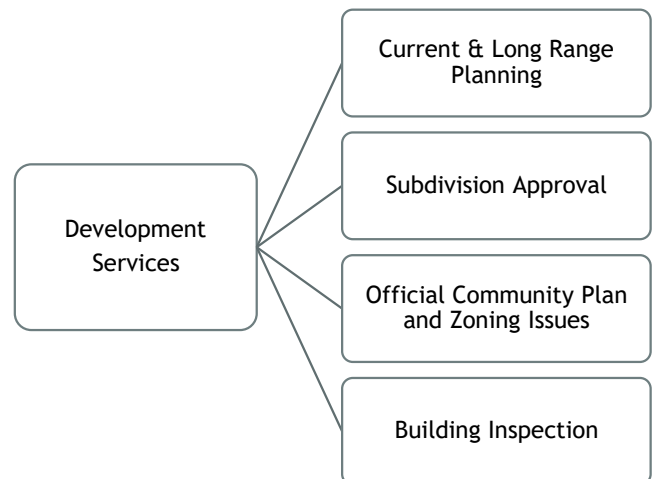 Development
Services
Current & Long Range
Planning
Subdivision Approval
Official Community Plan
and Zoning Issues
Building Inspection